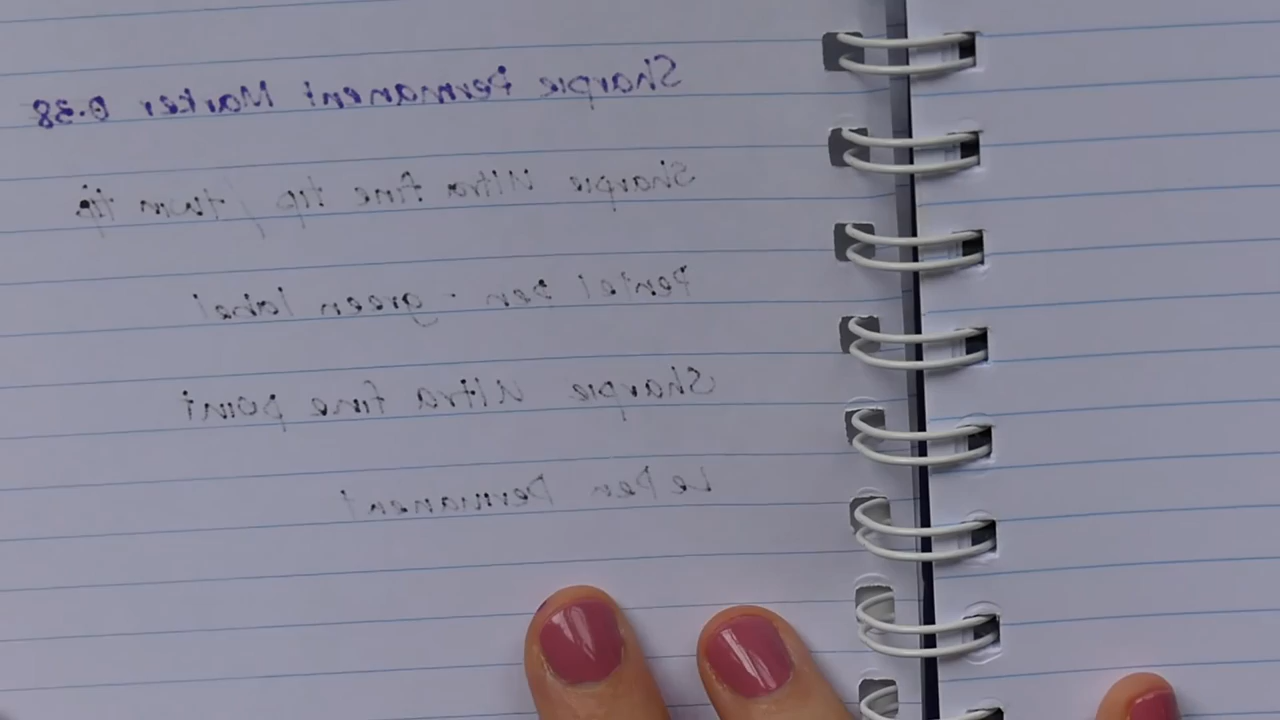 Sharpie Permanent Marker 0.38
Sharpie Ultra fine tip / twin tip
Pentel pen - green label
Sharpie Ultra fine point
Le Pen Permanent